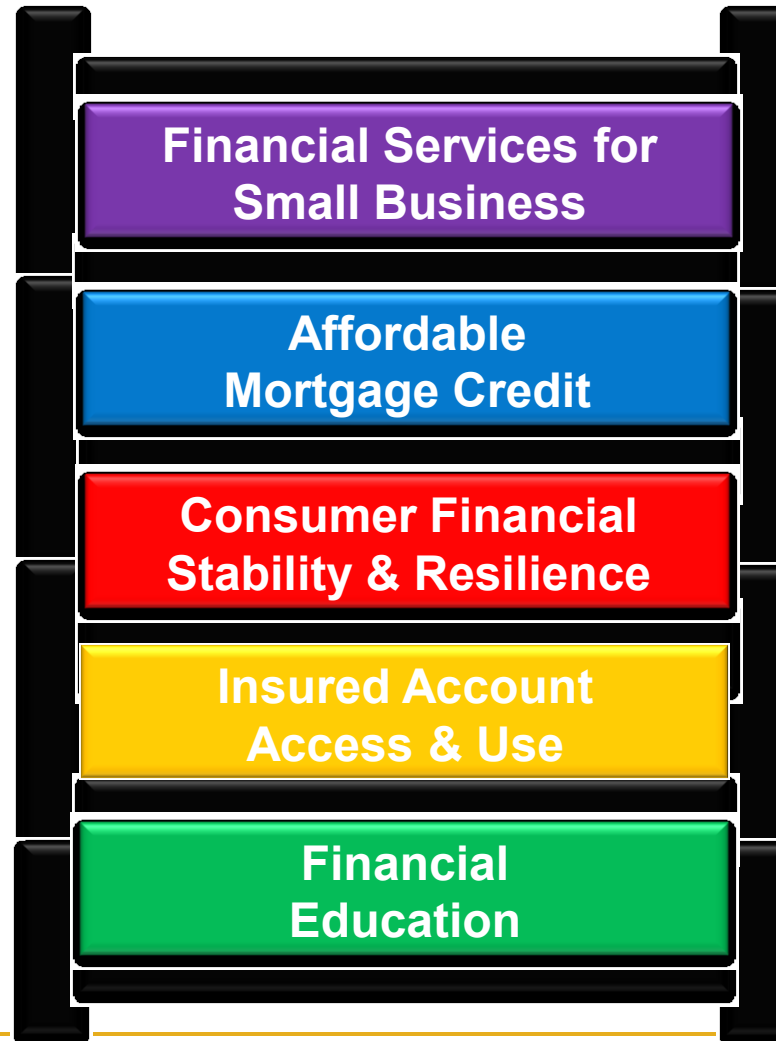 Financial Services for
Small Business
Affordable
Mortgage Credit
Consumer Financial
Stability & Resilience
Insured Account
Access & Use
Financial
Education